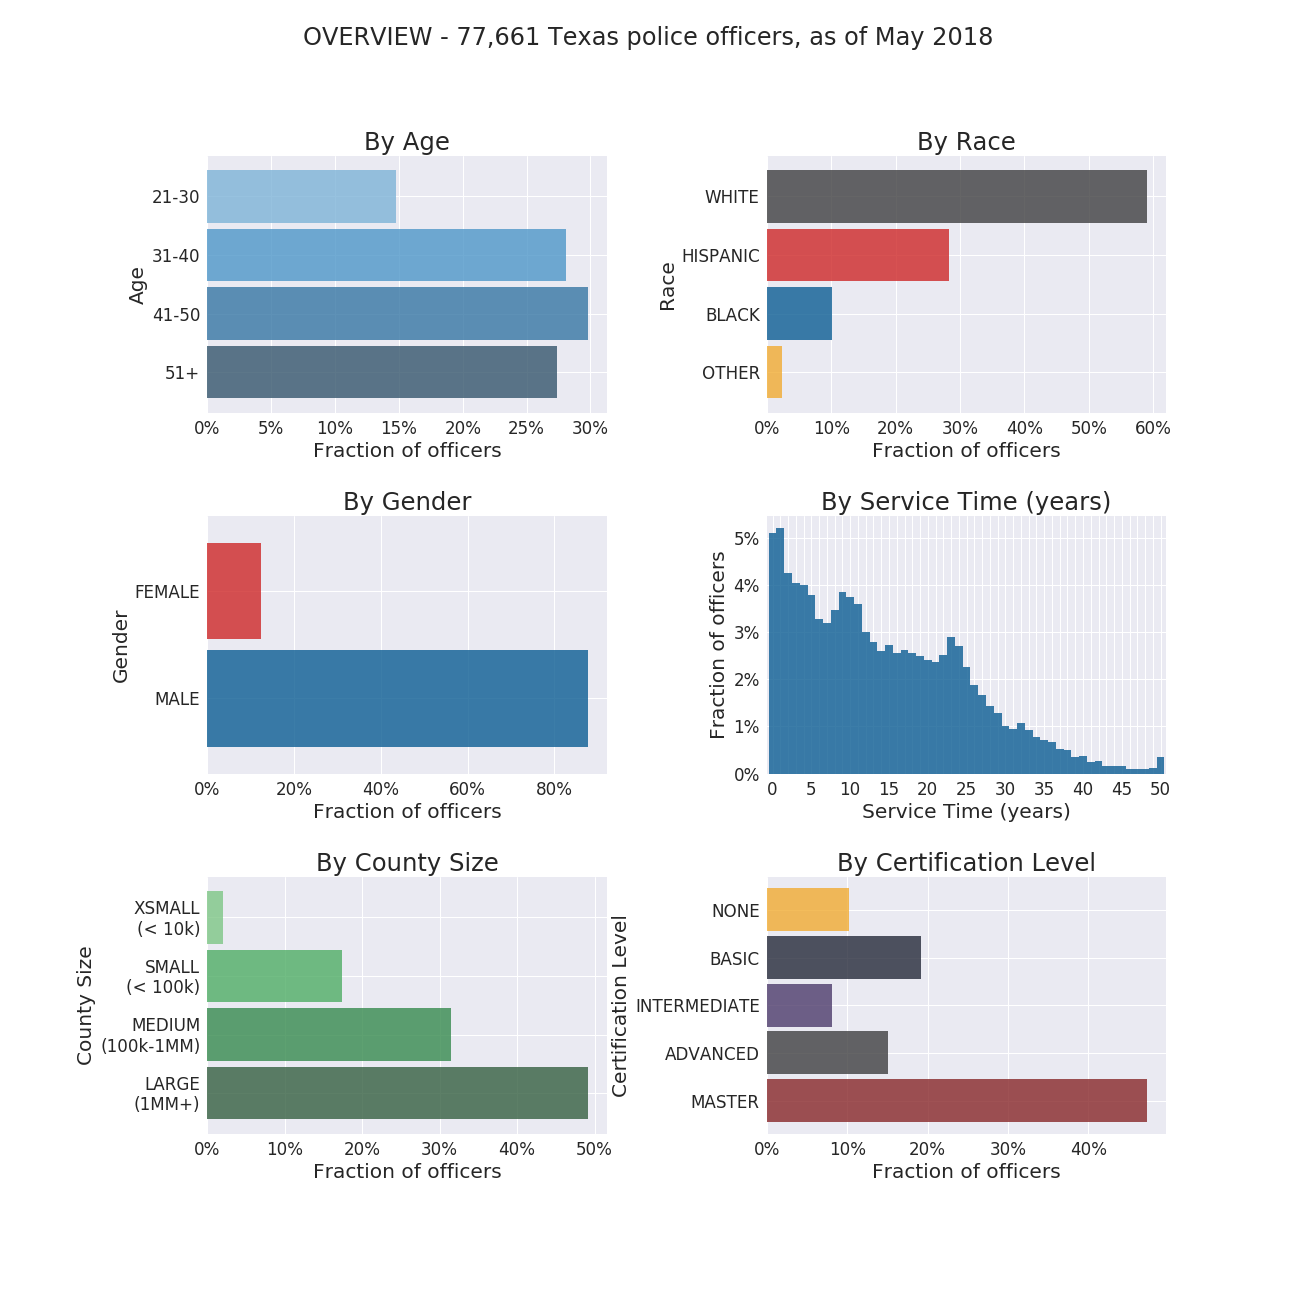 OVERVIEW - 77,661 Texas police officers, as of May 2018
By Age
Age
21-30
31-40
41-50
51+
0% 5% 10% 15% 20% 25% 30%
Fraction of officers
By Race
Race
WHITE
HISPANIC
BLACK
OTHER
0% 10% 20% 30% 40% 50% 60%
Fraction of officers
By Gender
Gender
FEMALE
MALE
0% 20% 40% 60% 80%
Fraction of officers
By Service Time (years)
Fraction of officers
5%
4%
3%
2%
1%
0%
0 5 10 15 20 25 30 35 40 45 50
Service Time (years)
By County Size
County Size
XSMALL
(< 10k)
SMALL
(< 100k)
MEDIUM
(100k-1MM)
LARGE
(1MM+)
0% 10% 20% 30% 40% 50%
Fraction of officers
By Certification Level
Certification Level
NONE
BASIC
INTERMEDIATE
ADVANCED
MASTER
0% 10% 20% 30% 40%
Fraction of officers